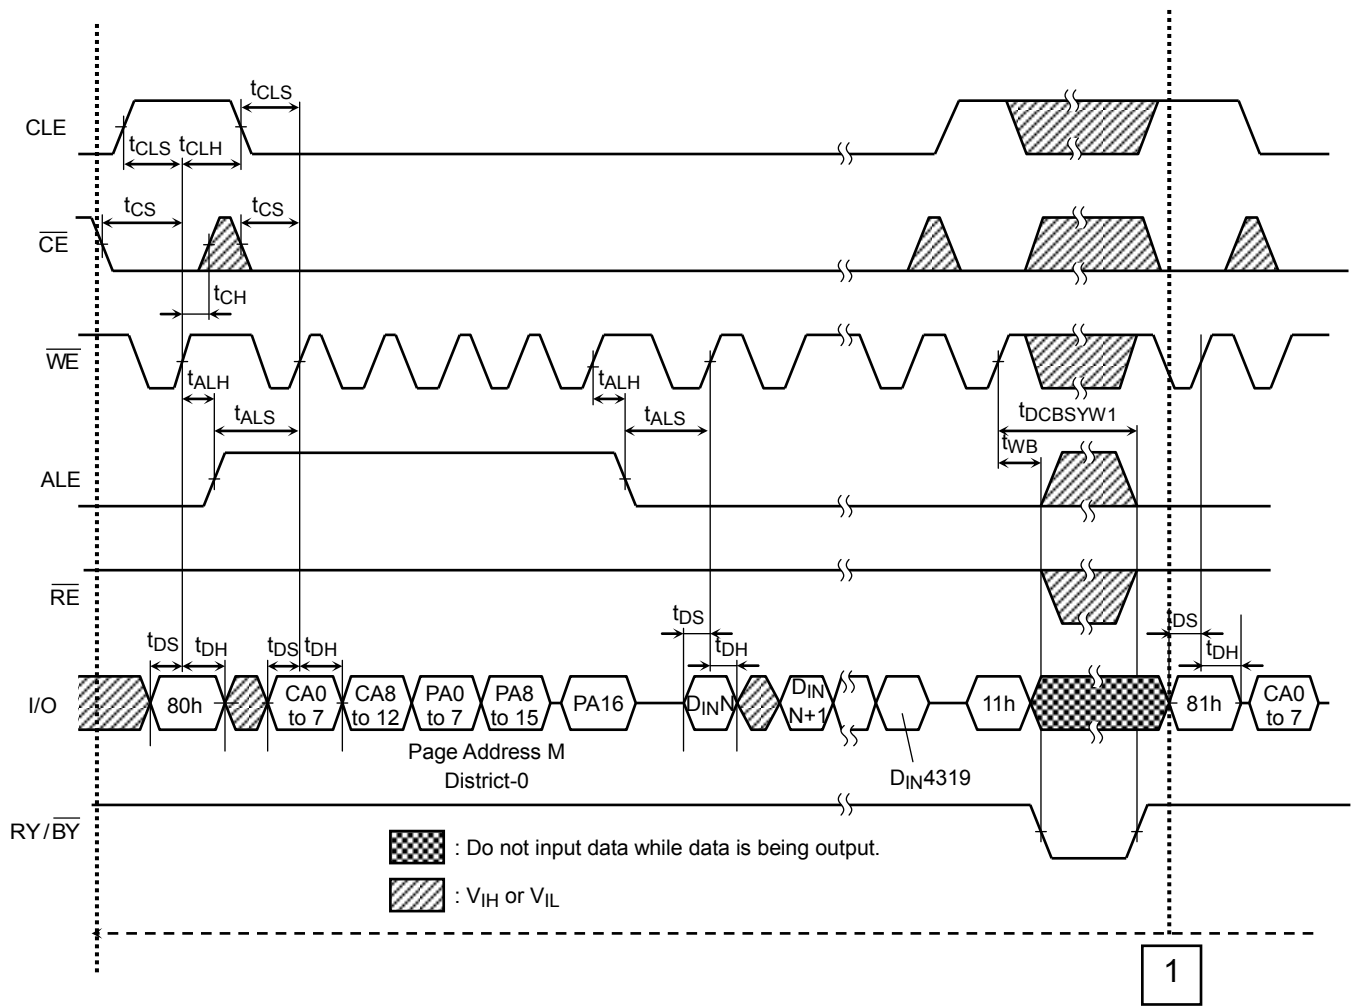 tCLS
CLE
tCLS tCLH
tCS tCS
CE
tCH
WE
tALH tALH
tALS tALS tDCBSYW1
tWB
ALE
RE
tDS tDH tDS tDH tDS tDH tDS tDH
I/O 80h CA0 to 7 CA8 to 12 PA0 to 7 PA8 to 15 PA16 DINN DIN N+1 11h 81h CA0 to 7
Page Address M
District-0
DIN4319
RY/BY
: Do not input data while data is being output.
: VIH or VIL
1